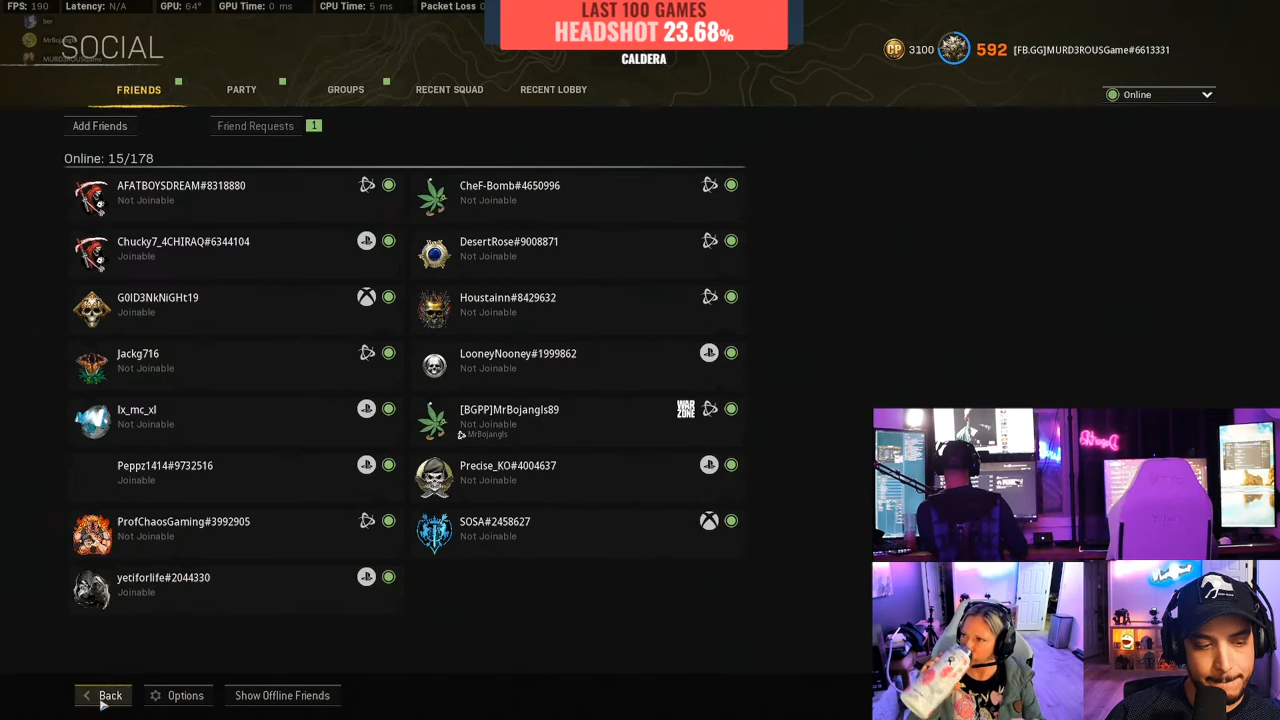 FPS: 190 Latency: N/A GPU: 64° GPU Time: 0 ms CPU Time: 5 ms Packet Loss
ber
SOCIAL
LAST 100 GAMES
HEADSHOT 23.68%
CALDERA
3100
592
[FB.GG]MURD3ROUSGame#6613331
FRIENDS
PARTY
GROUPS
RECENT SQUAD
RECENT LOBBY
Online
Add Friends
Friend Requests
1
Online: 15/178
AFATBOYSDREAM#8318880
Not Joinable
CheF-Bomb#4650996
Not Joinable
Chucky7_4CHIRAQ#6344104
Joinable
DesertRose#9008871
Not Joinable
G0lD3NkNiGHt19
Joinable
Houstainn#8429632
Not Joinable
Jackg716
Not Joinable
LooneyNooney#1999862
Not Joinable
lx_mc_xl
Not Joinable
[BGPP]MrBojangls89
Not Joinable
MrBojangls
WAR
ZONE
Peppz1414#9732516
Joinable
Precise_KO#4004637
Not Joinable
ProfChaosGaming#3992905
Not Joinable
SOSA#2458627
Not Joinable
yetiforlife#2044330
Joinable
Back
Options
Show Offline Friends